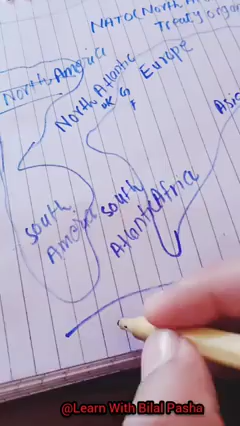 NATO (North A
Treaty organ
North America
North Atlantic
UK G F
Europe
Asia
South
America
South
Atlantic
Africa
@Learn With Bilal Pasha